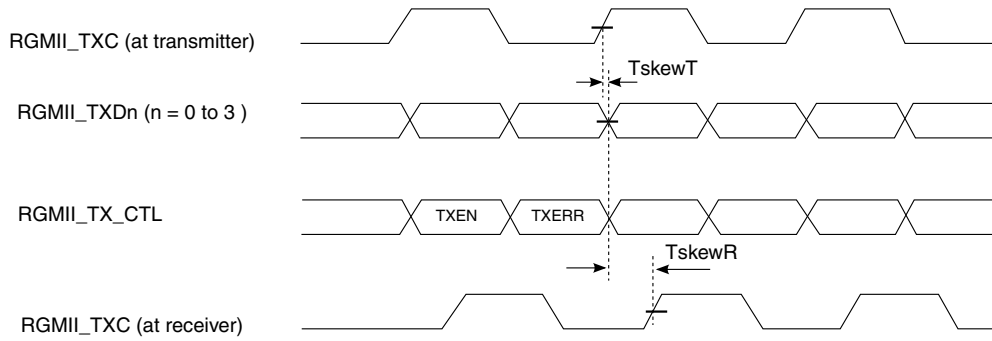 RGMII_TXC (at transmitter)
TskewT
RGMII_TXDn (n = 0 to 3 )
RGMII_TX_CTL
TXEN
TXERR
TskewR
RGMII_TXC (at receiver)